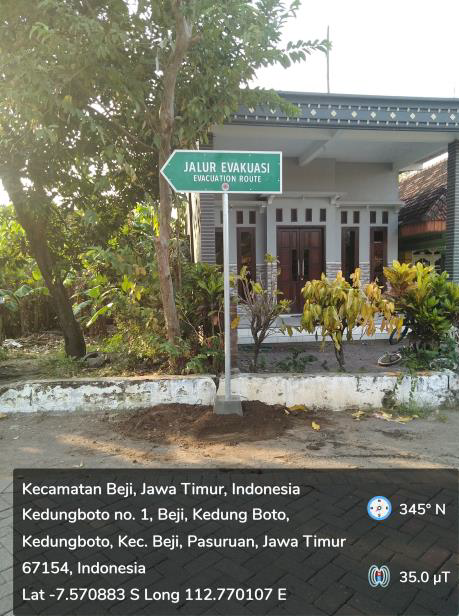 JALUR EVAKUASI
EVACUATION ROUTE
Kecamatan Beji, Jawa Timur, Indonesia
Kedungboto no. 1, Beji, Kedung Boto,
Kedungboto, Kec. Beji, Pasuruan, Jawa Timur
67154, Indonesia
Lat -7.570883 S Long 112.770107 E
345° N
35.0 µT